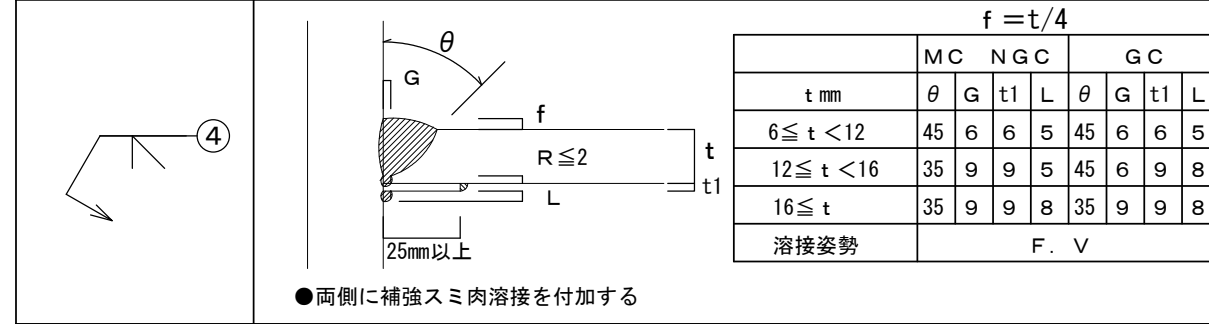 ④
θ
G
f
R≦2
t
t1
L
25mm以上
●両側に補強スミ肉溶接を付加する
f＝t/4
MC NGC GC
t mm θ G t1 L θ G t1 L
6≦ t <12 45 6 6 5 45 6 6 5
12≦ t <16 35 9 9 5 45 6 9 8
16≦ t 35 9 9 8 35 9 9 8
溶接姿勢 F. V